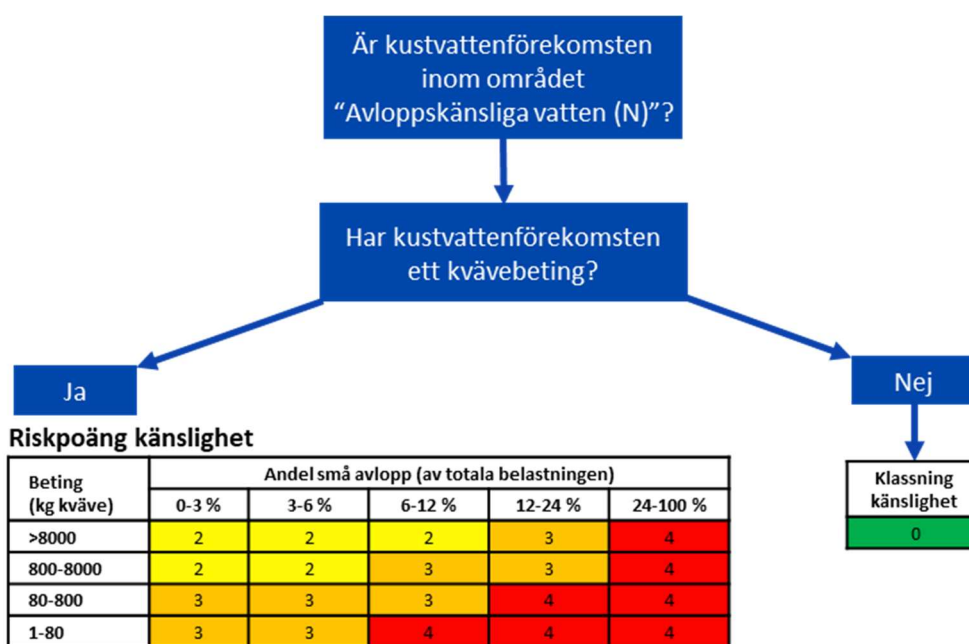 Är kustvattenförekomsten
inom området
“Avloppskänsliga vatten (N)”?
Har kustvattenförekomsten
ett kvävebeting?
Ja
Nej
Riskpoäng känslighet
Beting
(kg kväve)
Andel små avlopp (av totala belastningen)
0-3 % 3-6 % 6-12 % 12-24 % 24-100 %
>8000 2 2 2 3 4
800-8000 2 2 3 3 4
80-800 3 3 3 4 4
1-80 3 3 4 4 4
Klassning
känslighet
0